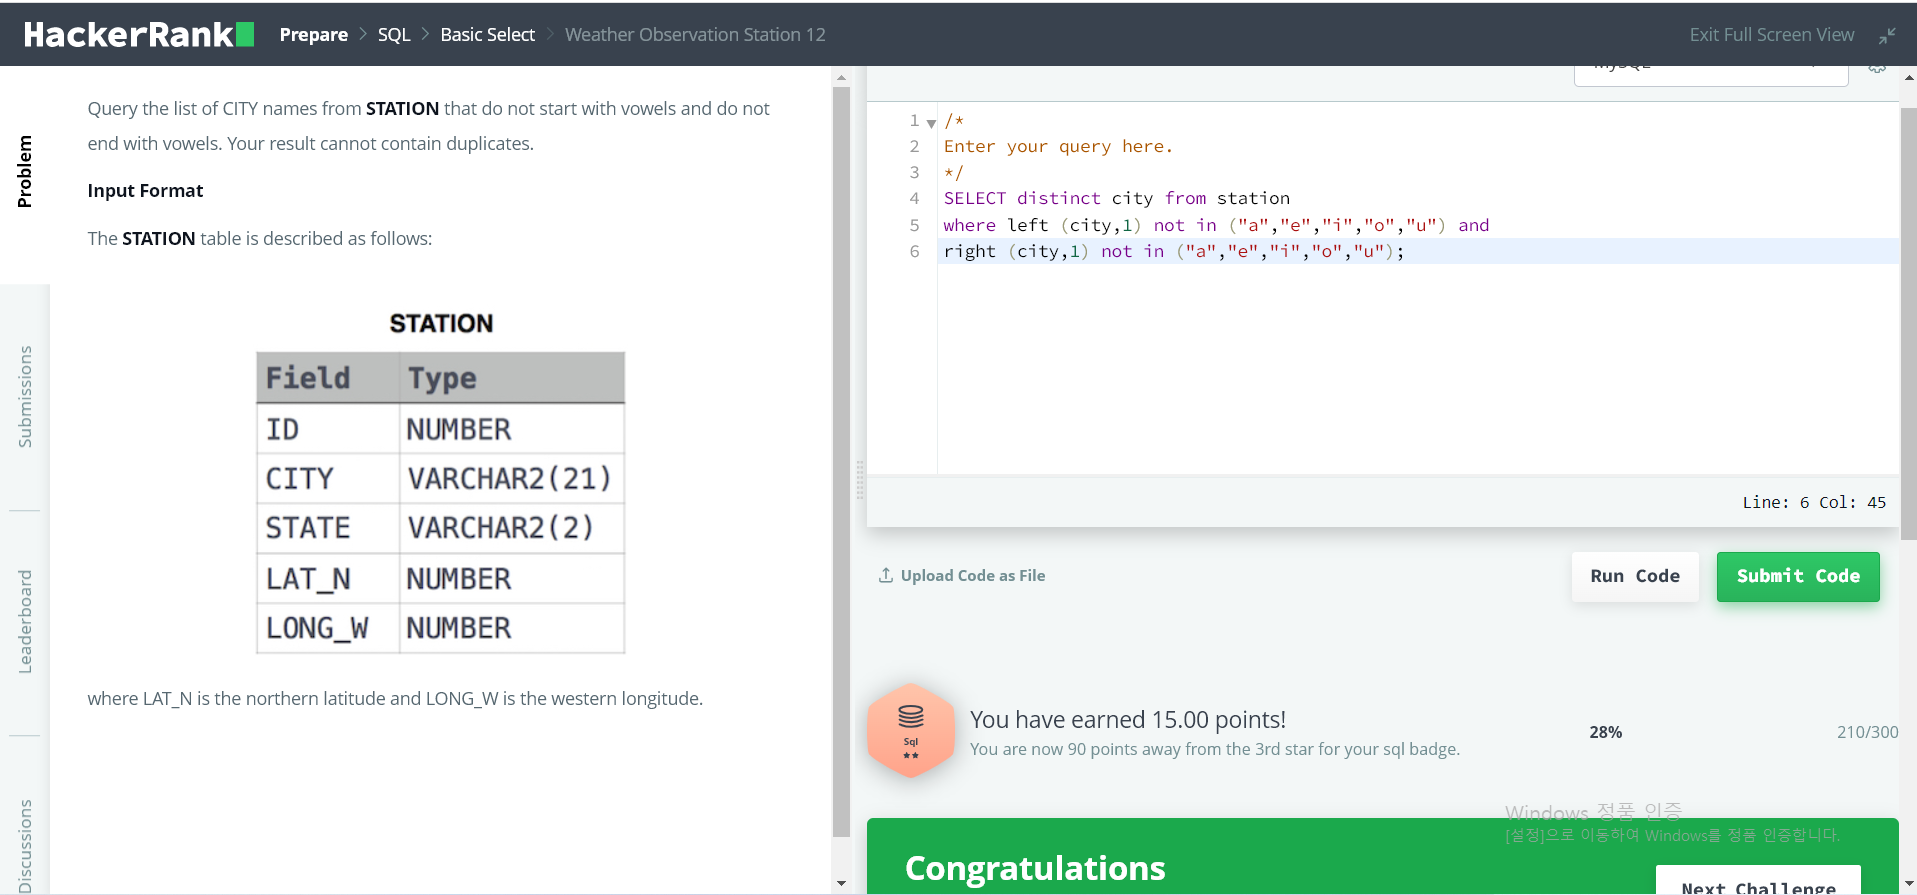 HackerRank
Prepare > SQL > Basic Select > Weather Observation Station 12
Exit Full Screen View
Problem
Submissions
Leaderboard
Discussions
Query the list of CITY names from STATION that do not start with vowels and do not
end with vowels. Your result cannot contain duplicates.
Input Format
The STATION table is described as follows:
STATION
Field Type
ID NUMBER
CITY VARCHAR2(21)
STATE VARCHAR2(2)
LAT_N NUMBER
LONG_W NUMBER
where LAT_N is the northern latitude and LONG_W is the western longitude.
MySQL
1 /*
2 Enter your query here.
3 */
4 SELECT distinct city from station
5 where left (city,1) not in ("a","e","i","o","u") and
6 right (city,1) not in ("a","e","i","o","u");
Line: 6 Col: 45
Upload Code as File
Run Code
Submit Code
Sql
You have earned 15.00 points!
You are now 90 points away from the 3rd star for your sql badge.
28%
210/300
Windows 정품 인증
[설정]으로 이동하여 Windows를 정품 인증합니다.
Congratulations
Next Challenge